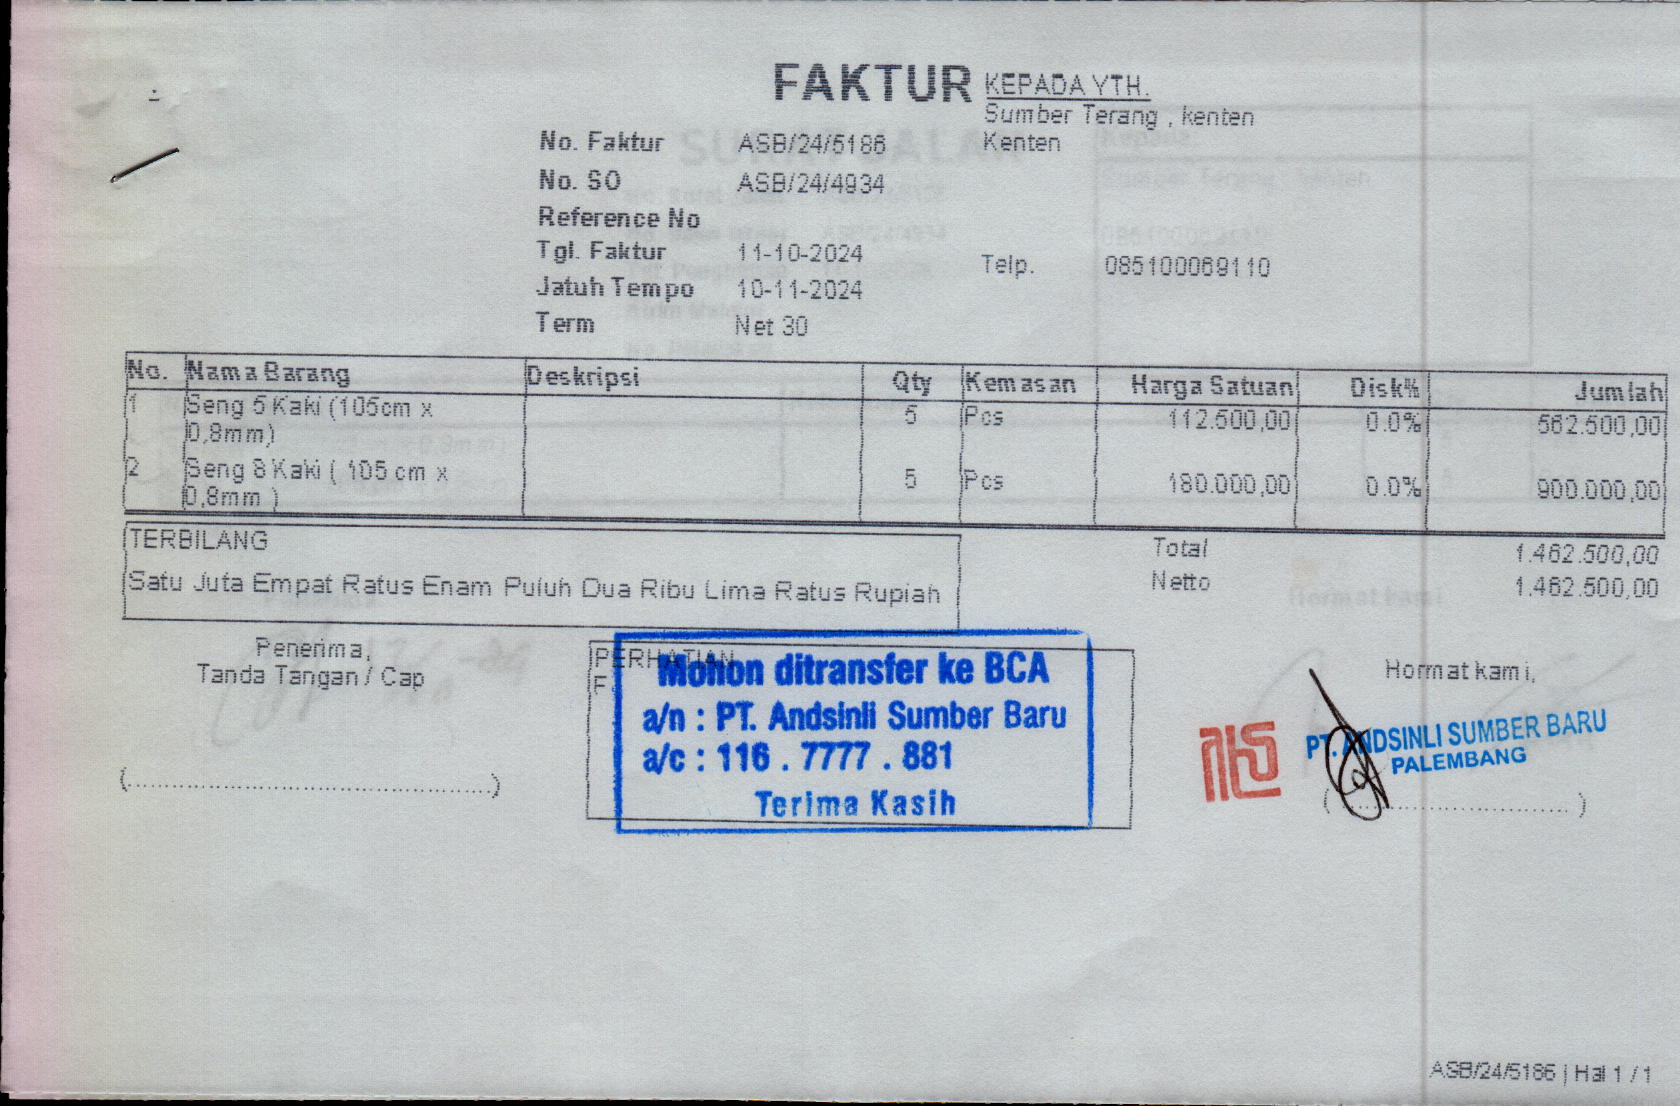 FAKTUR
KEPADA YTH.
Sumber Terang , kenten
Kenten
No. Faktur ASB/24/5186
No. SO ASB/24/4934
Reference No
Tgl. Faktur 11-10-2024
Telp. 085100069110
Jatuh Tempo 10-11-2024
Term Net 30
No. Nama Barang Deskripsi Qty Kemasan Harga Satuan Disk% Jumlah
1 Seng 5 Kaki (105cm x 5 Pcs 112.500,00 0.0% 562.500,00
0,8mm)
2 Seng 8 Kaki ( 105 cm x 5 Pcs 180.000,00 0.0% 900.000,00
0,8mm )
TERBILANG
Satu Juta Empat Ratus Enam Puluh Dua Ribu Lima Ratus Rupiah
Total 1.462.500,00
Netto 1.462.500,00
Penerima,
Tanda Tangan / Cap
(............................................)
PERHATIAN
F
Mohon ditransfer ke BCA
a/n : PT. Andsinli Sumber Baru
a/c : 116 . 7777 . 881
Terima Kasih
Hormat kami,
PT. ANDSINLI SUMBER BARU
PALEMBANG
(............................)
ASB/24/5186 | Hal 1 / 1